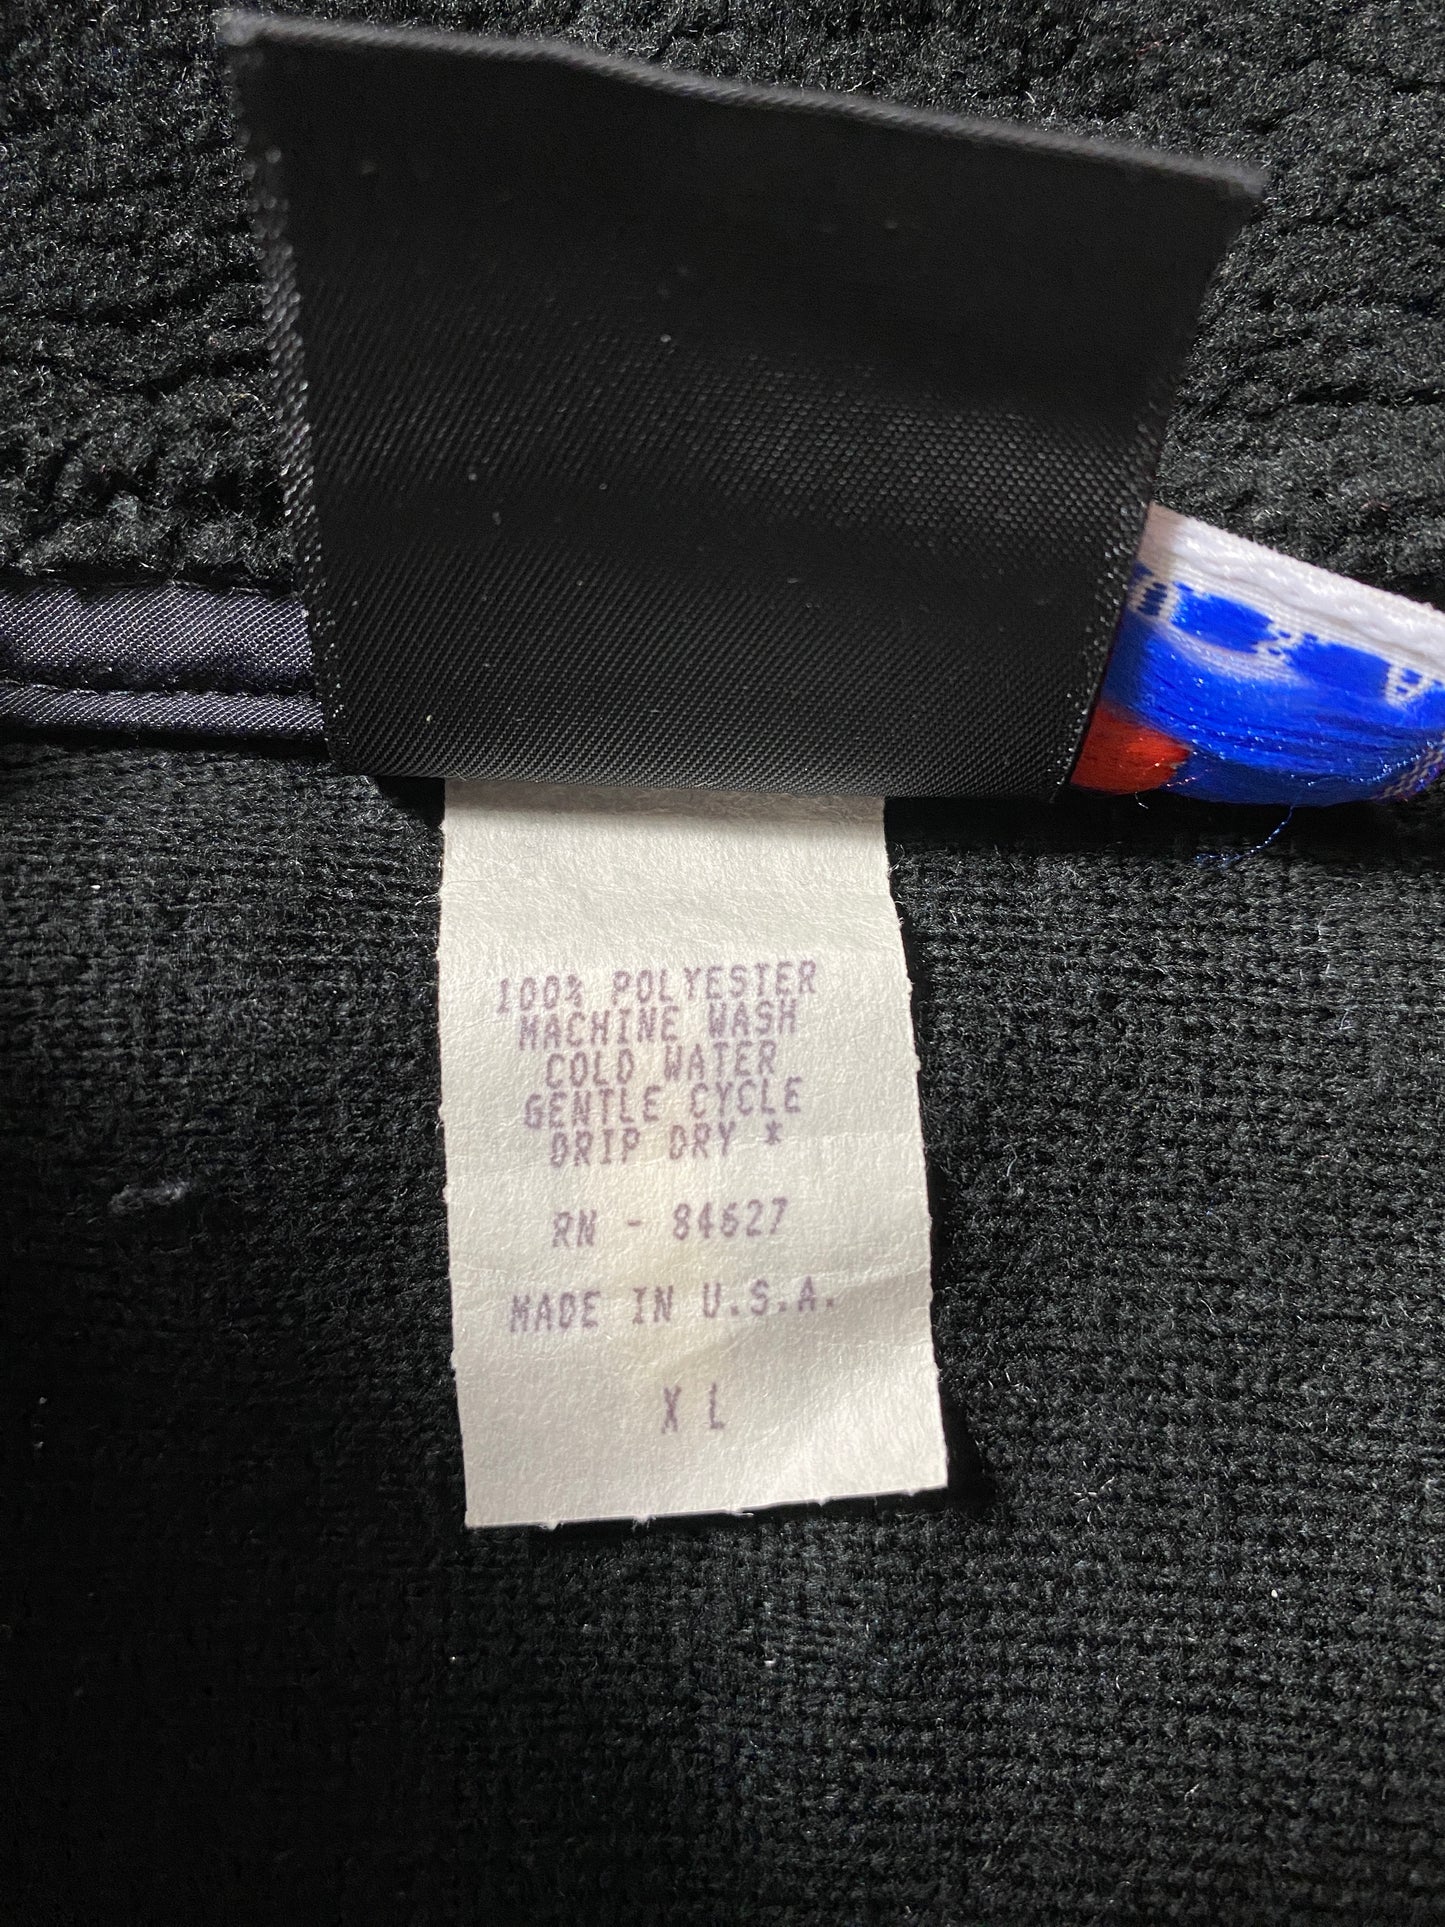 100% POLYESTER
MACHINE WASH
COLD WATER
GENTLE CYCLE
DRIP DRY *
RN - 84627
MADE IN U.S.A.
X L